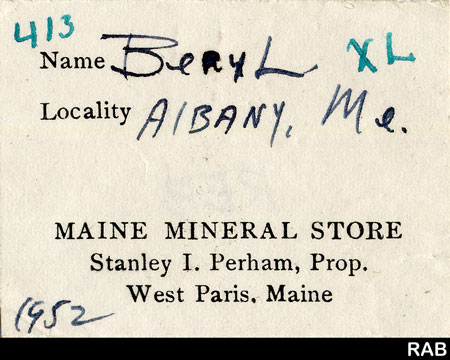 413
Name Beryl XL
Locality Albany, Me.
MAINE MINERAL STORE
Stanley I. Perham, Prop.
West Paris, Maine
1952
RAB